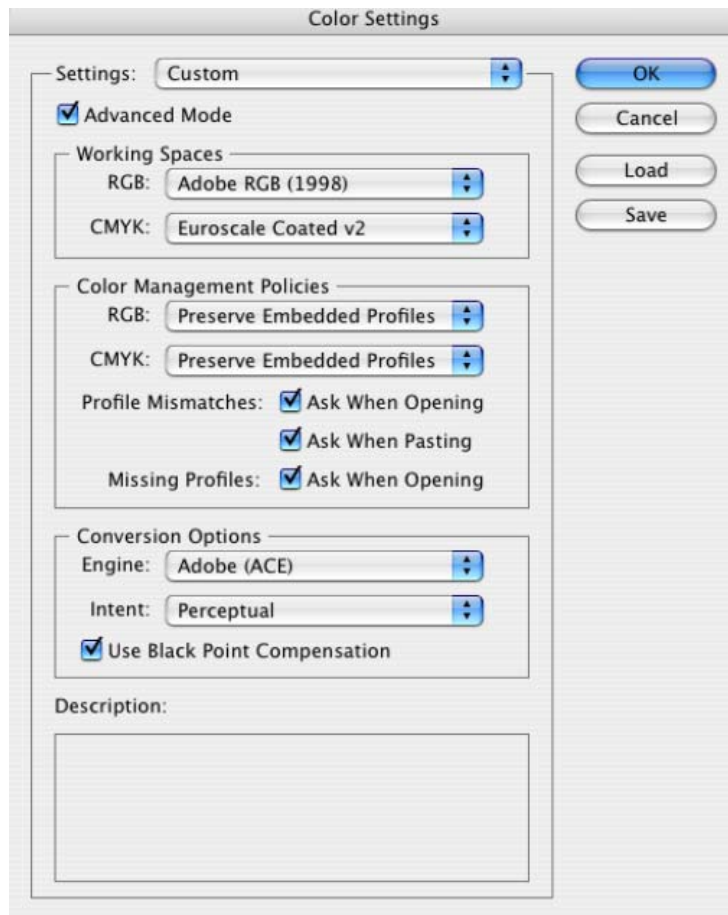 Color Settings
Settings: Custom
OK
Advanced Mode
Cancel
Working Spaces
Load
RGB: Adobe RGB (1998)
Save
CMYK: Euroscale Coated v2
Color Management Policies
RGB: Preserve Embedded Profiles
CMYK: Preserve Embedded Profiles
Profile Mismatches: Ask When Opening
Ask When Pasting
Missing Profiles: Ask When Opening
Conversion Options
Engine: Adobe (ACE)
Intent: Perceptual
Use Black Point Compensation
Description: